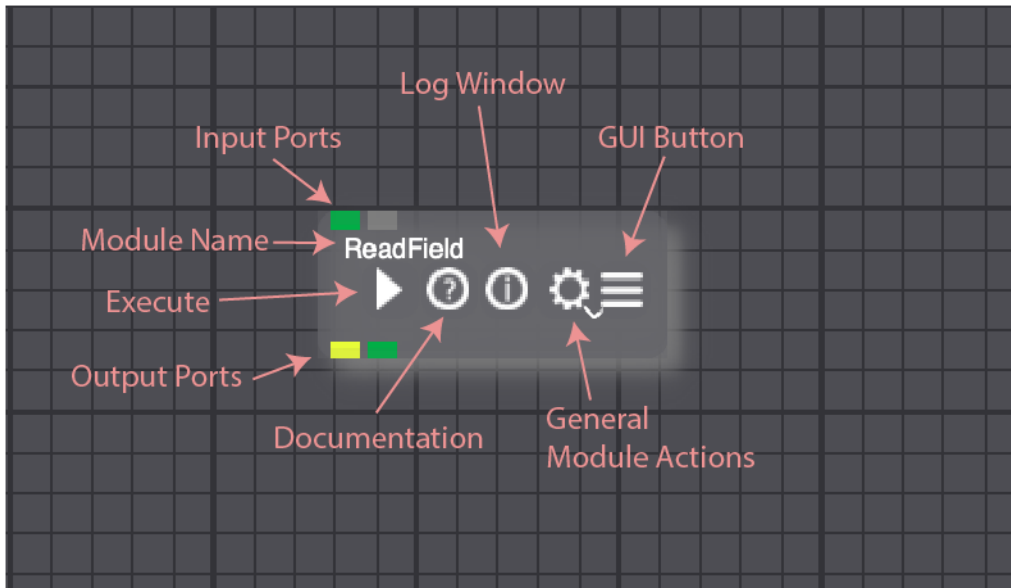 Log Window
Input Ports
GUI Button
Module Name
ReadField
Execute
?
i
Output Ports
Documentation
General
Module Actions